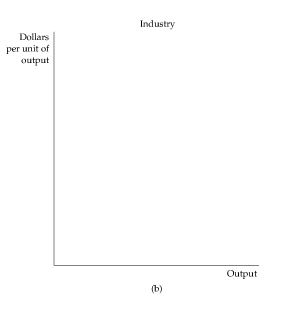 Industry
Dollars
per unit of
output
Output
(b)